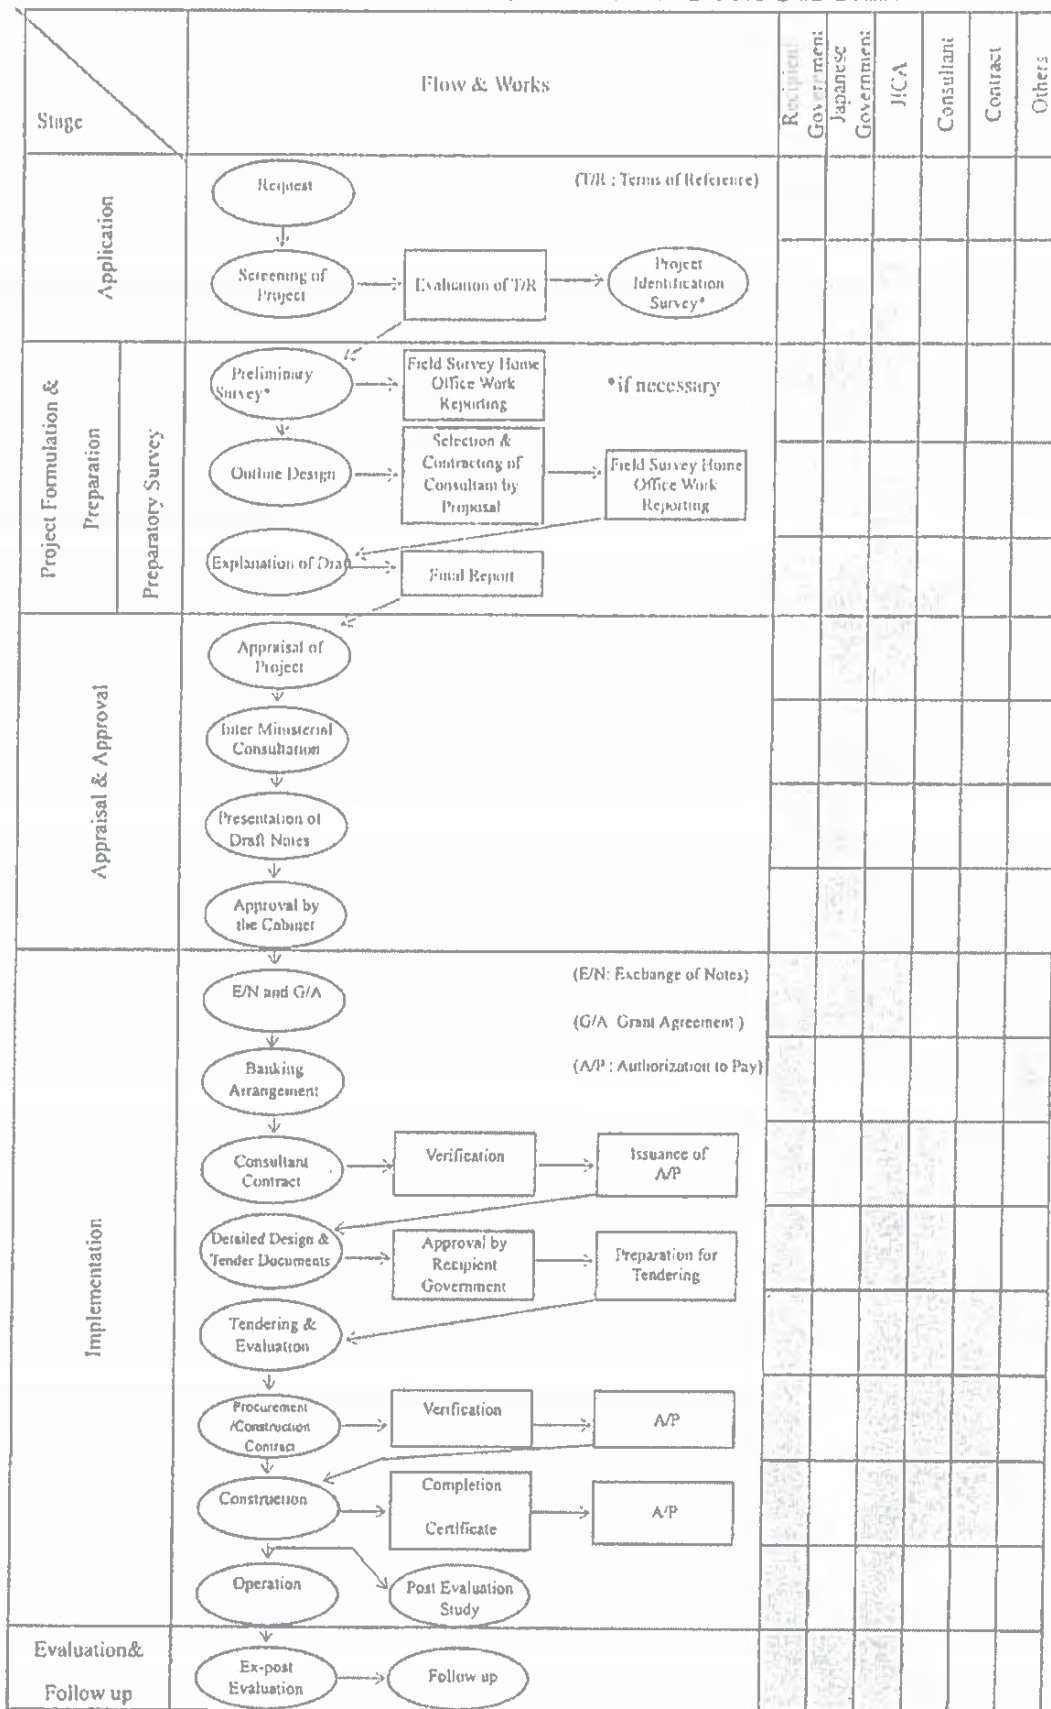 Stage
Flow & Works
Recipient
Government
Japanese
Government
JICA
Consultant
Contract
Others
Application
Request
(T/R : Terms of Reference)
Screening of
Project
Evaluation of T/R
Project
Identification
Survey*
Project Formulation &
Preparation
Preparatory Survey
Preliminary
Survey*
Field Survey Home
Office Work
Reporting
*if necessary
Outline Design
Selection &
Contracting of
Consultant by
Proposal
Field Survey Home
Office Work
Reporting
Explanation of Draft
Final Report
Appraisal & Approval
Appraisal of
Project
Inter Ministerial
Consultation
Presentation of
Draft Notes
Approval by
the Cabinet
Implementation
E/N and G/A
(E/N: Exchange of Notes)
(G/A Grant Agreement )
(A/P : Authorization to Pay)
Banking
Arrangement
Consultant
Contract
Verification
Issuance of
A/P
Detailed Design &
Tender Documents
Approval by
Recipient
Government
Preparation for
Tendering
Tendering &
Evaluation
Procurement
/Construction
Contract
Verification
A/P
Construction
Completion
Certificate
A/P
Operation
Post Evaluation
Study
Evaluation&
Follow up
Ex-post
Evaluation
Follow up